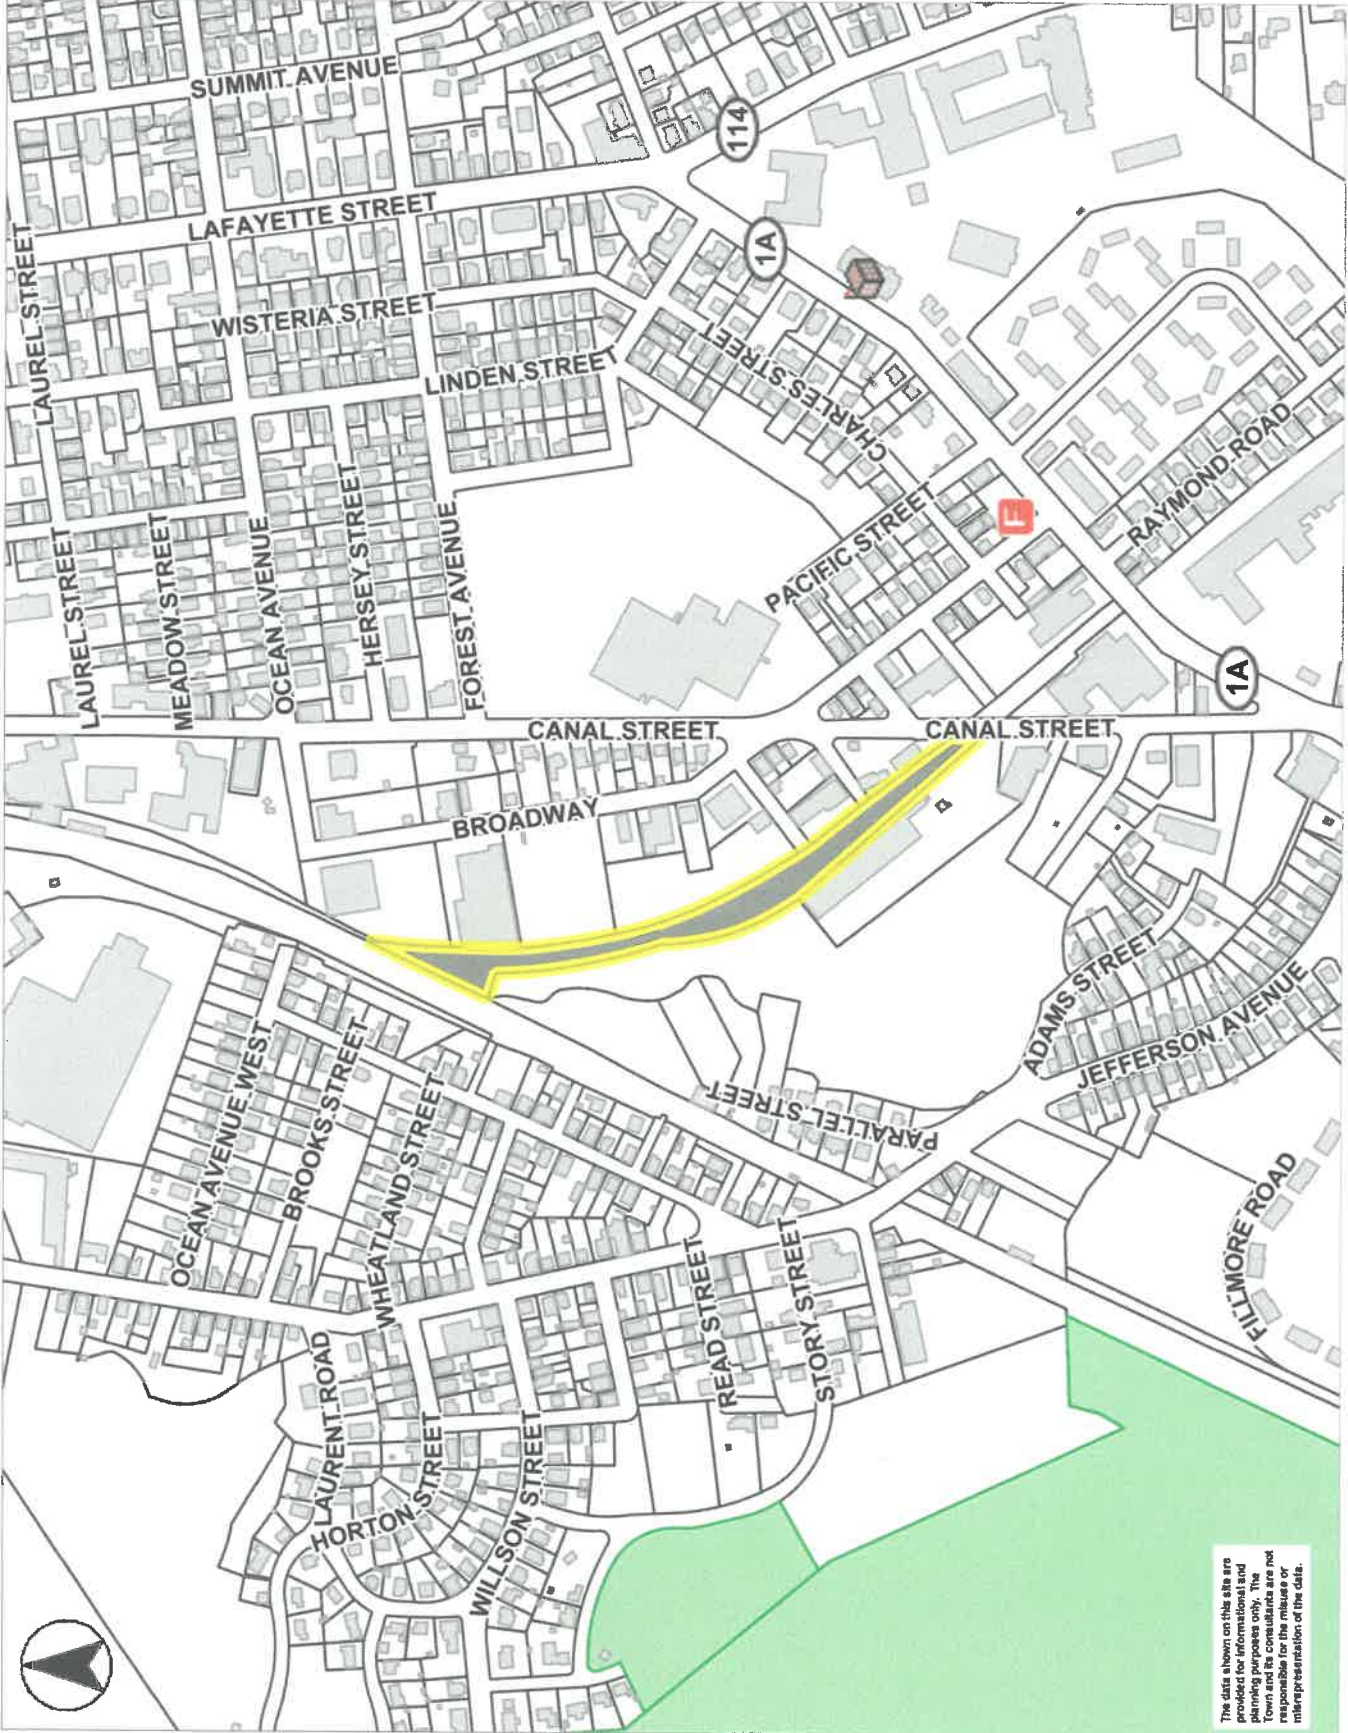 SUMMIT AVENUE
LAFAYETTE STREET
LAUREL STREET
WISTERIA STREET
LINDEN STREET
114
1A
CHARLES STREET
LAUREL STREET
MEADOW STREET
OCEAN AVENUE
HERSEY STREET
FOREST AVENUE
PACIFIC STREET
F
RAYMOND ROAD
1A
CANAL STREET
CANAL STREET
BROADWAY
OCEAN AVENUE WEST
BROOKS STREET
WHEATLAND STREET
PARALLEL STREET
ADAMS STREET
JEFFERSON AVENUE
LAURENT ROAD
HORTON STREET
WILLSON STREET
READ STREET
STORY STREET
FILLMORE ROAD
The data shown on this site are
provided for informational and
planning purposes only. The
Town and its consultants are not
responsible for the misuse or
misrepresentation of the data.